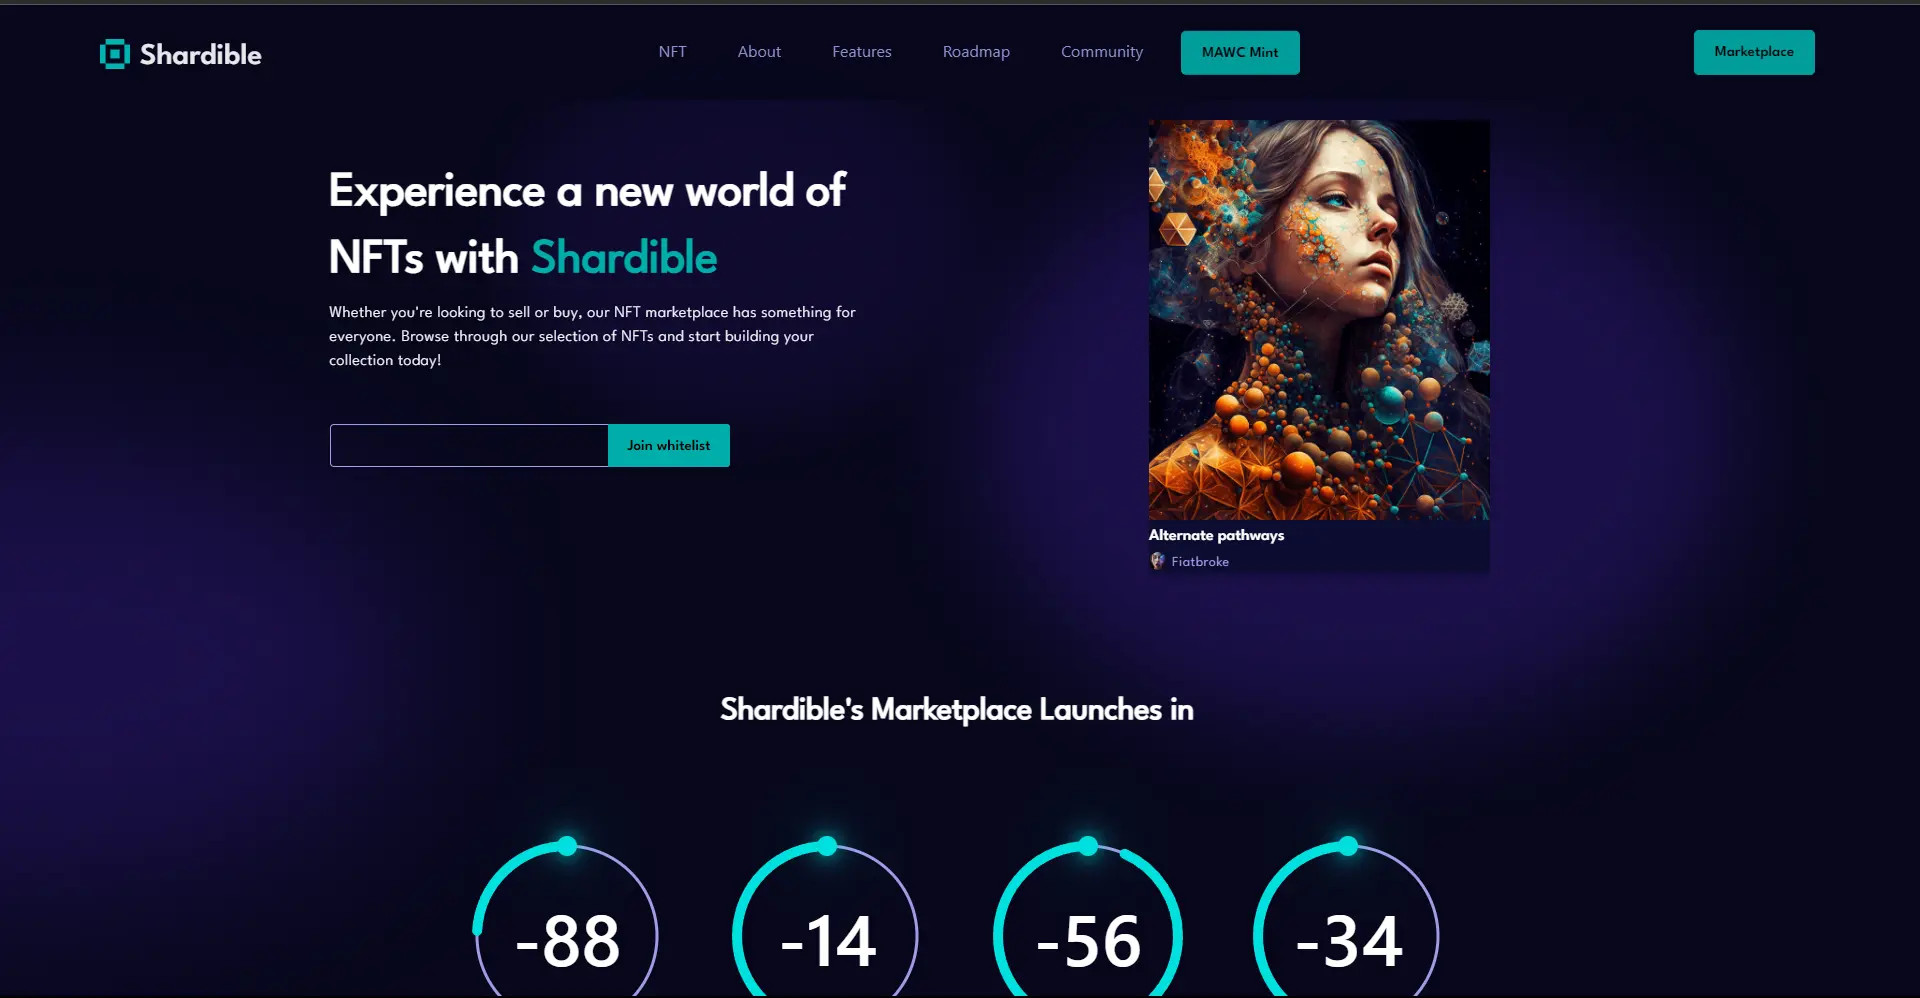 Shardible
NFT
About
Features
Roadmap
Community
MAWC Mint
Marketplace
Experience a new world of
NFTs with Shardible
Whether you're looking to sell or buy, our NFT marketplace has something for
everyone. Browse through our selection of NFTs and start building your
collection today!
Join whitelist
Alternate pathways
Fiatbroke
Shardible's Marketplace Launches in
-88
-14
-56
-34